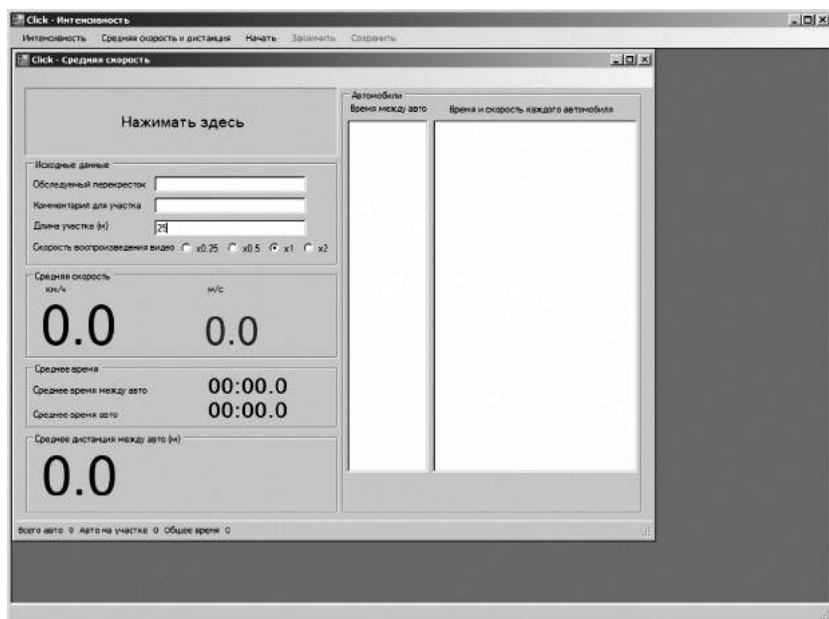 Click - Интенсивность
Интенсивность Средняя скорость и дистанция Начать Закончить Сохранить
Click - Средняя скорость
Нажимать здесь
Исходные данные
Обследуемый перекресток
Комментарий для участка
Длина участка (м) 25
Скорость воспроизведения видео x0.25 x0.5 x1 x2
Средняя скорость
км/ч м/с
0.0 0.0
Среднее время
Среднее время между авто 00:00.0
Среднее время авто 00:00.0
Среднее дистанция между авто (м)
0.0
Автомобили
Время между авто Время и скорость каждого автомобиля
Всего авто 0 Авто на участке 0 Общее время 0